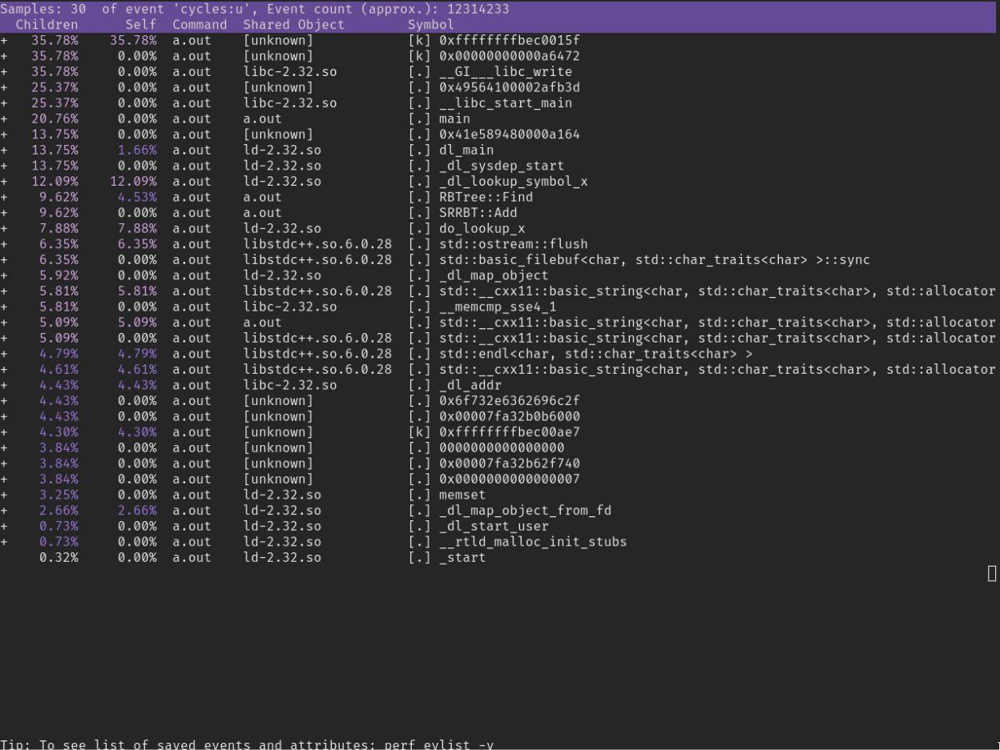 Samples: 30  of event 'cycles:u', Event count (approx.): 12314233
  Children      Self  Command  Shared Object        Symbol
+   35.78%    35.78%  a.out    [unknown]            [k] 0xffffffffbec0015f
+   35.78%     0.00%  a.out    [unknown]            [k] 0x00000000000a6472
+   35.78%     0.00%  a.out    libc-2.32.so         [.] __GI___libc_write
+   25.37%     0.00%  a.out    [unknown]            [.] 0x49564100002afb3d
+   25.37%     0.00%  a.out    libc-2.32.so         [.] __libc_start_main
+   20.76%     0.00%  a.out    a.out                [.] main
+   13.75%     0.00%  a.out    [unknown]            [.] 0x41e589480000a164
+   13.75%     1.66%  a.out    ld-2.32.so           [.] dl_main
+   13.75%     0.00%  a.out    ld-2.32.so           [.] _dl_sysdep_start
+   12.09%    12.09%  a.out    ld-2.32.so           [.] _dl_lookup_symbol_x
+    9.62%     4.53%  a.out    a.out                [.] RBTree::Find
+    9.62%     0.00%  a.out    a.out                [.] SRRBT::Add
+    7.88%     7.88%  a.out    ld-2.32.so           [.] do_lookup_x
+    6.35%     6.35%  a.out    libstdc++.so.6.0.28  [.] std::ostream::flush
+    6.35%     0.00%  a.out    libstdc++.so.6.0.28  [.] std::basic_filebuf<char, std::char_traits<char> >::sync
+    5.92%     0.00%  a.out    ld-2.32.so           [.] _dl_map_object
+    5.81%     5.81%  a.out    libstdc++.so.6.0.28  [.] std::__cxx11::basic_string<char, std::char_traits<char>, std::allocator
+    5.81%     0.00%  a.out    libc-2.32.so         [.] __memcmp_sse4_1
+    5.09%     5.09%  a.out    a.out                [.] std::__cxx11::basic_string<char, std::char_traits<char>, std::allocator
+    5.09%     0.00%  a.out    libstdc++.so.6.0.28  [.] std::__cxx11::basic_string<char, std::char_traits<char>, std::allocator
+    4.79%     4.79%  a.out    libstdc++.so.6.0.28  [.] std::endl<char, std::char_traits<char> >
+    4.61%     4.61%  a.out    libstdc++.so.6.0.28  [.] std::__cxx11::basic_string<char, std::char_traits<char>, std::allocator
+    4.43%     4.43%  a.out    libc-2.32.so         [.] _dl_addr
+    4.43%     0.00%  a.out    [unknown]            [.] 0x6f732e6362696c2f
+    4.43%     0.00%  a.out    [unknown]            [.] 0x00007fa32b0b6000
+    4.30%     4.30%  a.out    [unknown]            [k] 0xffffffffbec00ae7
+    3.84%     0.00%  a.out    [unknown]            [.] 0000000000000000
+    3.84%     0.00%  a.out    [unknown]            [.] 0x00007fa32b62f740
+    3.84%     0.00%  a.out    [unknown]            [.] 0x0000000000000007
+    3.25%     0.00%  a.out    ld-2.32.so           [.] memset
+    2.66%     2.66%  a.out    ld-2.32.so           [.] _dl_map_object_from_fd
+    0.73%     0.00%  a.out    ld-2.32.so           [.] _dl_start_user
+    0.73%     0.00%  a.out    ld-2.32.so           [.] __rtld_malloc_init_stubs
     0.32%     0.00%  a.out    ld-2.32.so           [.] _start
Tip: To see list of saved events and attributes: perf evlist -v